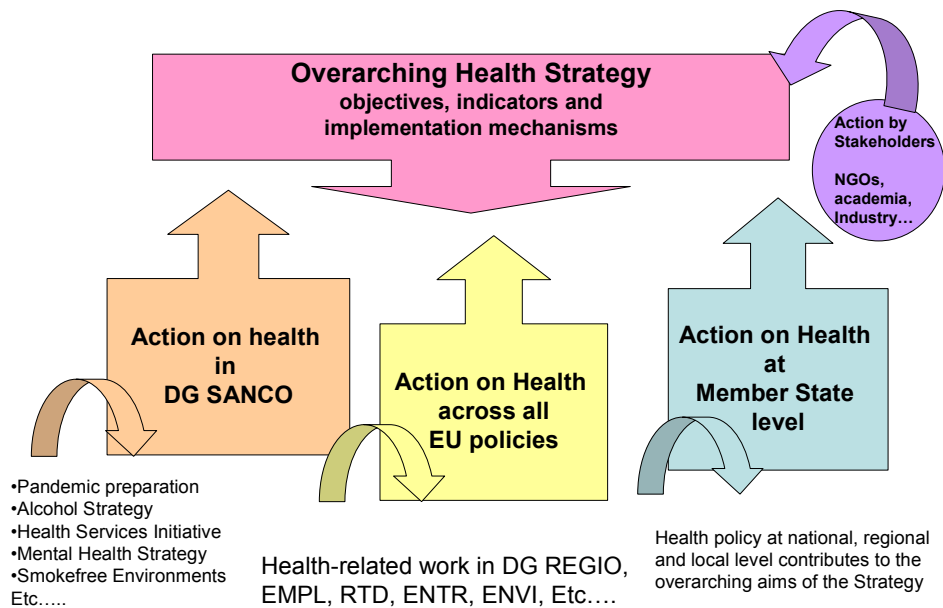 Overarching Health Strategy
objectives, indicators and
implementation mechanisms
Action by
Stakeholders
NGOs,
academia,
Industry…
Action on health
in
DG SANCO
Action on Health
across all
EU policies
Action on Health
at
Member State
level
•Pandemic preparation
•Alcohol Strategy
•Health Services Initiative
•Mental Health Strategy
•Smokefree Environments
Etc…..
Health-related work in DG REGIO,
EMPL, RTD, ENTR, ENVI, Etc….
Health policy at national, regional
and local level contributes to the
overarching aims of the Strategy